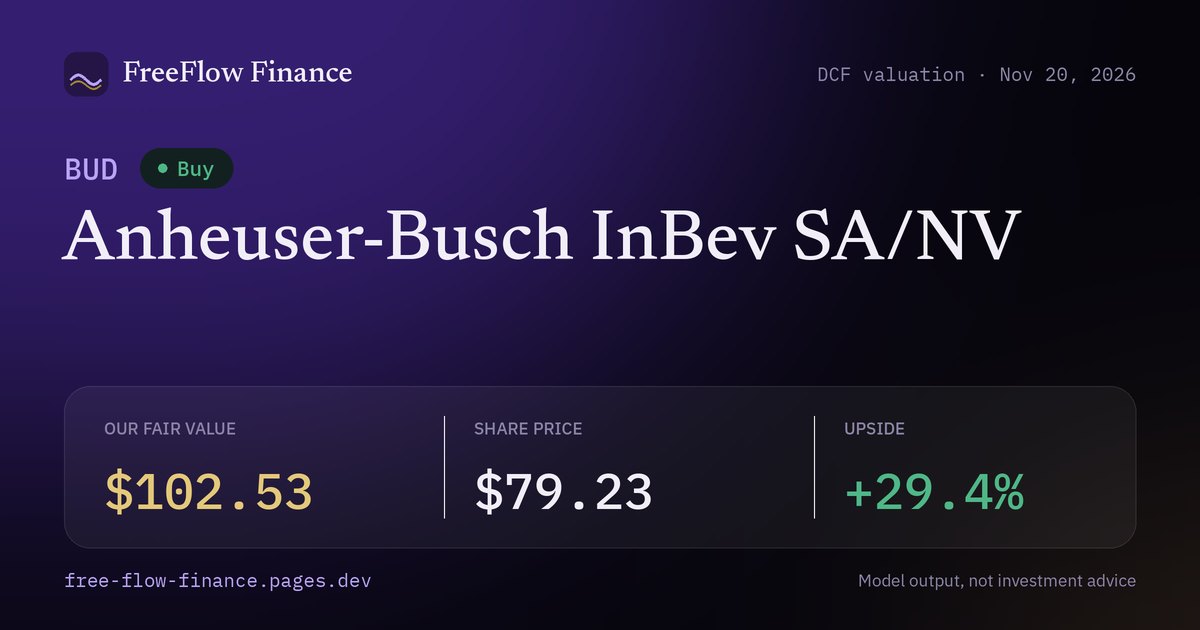 FreeFlow Finance
DCF valuation · Nov 20, 2026
BUD
Buy
Anheuser-Busch InBev SA/NV
OUR FAIR VALUE
$102.53
SHARE PRICE
$79.23
UPSIDE
+29.4%
free-flow-finance.pages.dev
Model output, not investment advice